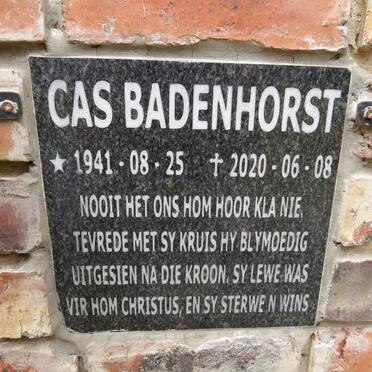 CAS BADENHORST
★ 1941 · 08 - 25 ✝ 2020 - 06 - 08
NOOIT HET ONS HOM HOOR KLA NIE.
TEVREDE MET SY KRUIS HY BLYMOEDIG
UITGESIEN NA DIE KROON. SY LEWE WAS
VIR HOM CHRISTUS, EN SY STERWE N WINS